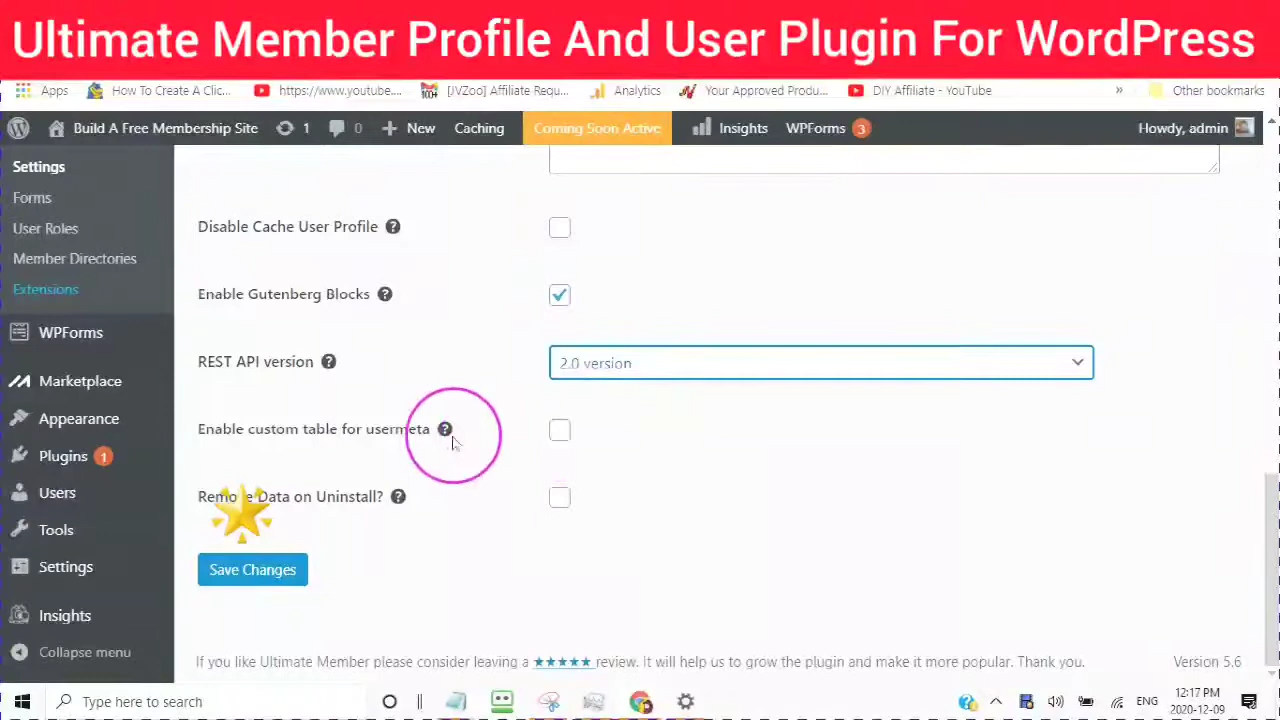 Ultimate Member Profile And User Plugin For WordPress
Apps How To Create A Clic... https://www.youtube.... [JVZoo] Affiliate Requ... Analytics Your Approved Produ... DIY Affiliate - YouTube » Other bookmarks
Build A Free Membership Site 1 0 New Caching Coming Soon Active Insights WPForms 3 Howdy, admin
Settings
Forms
User Roles
Member Directories
Extensions
WPForms
Marketplace
Appearance
Plugins 1
Users
Tools
Settings
Insights
Collapse menu
Disable Cache User Profile ?
Enable Gutenberg Blocks ?
REST API version ? 2.0 version
Enable custom table for usermeta ?
Remove Data on Uninstall? ?
Save Changes
If you like Ultimate Member please consider leaving a ★★★★★ review. It will help us to grow the plugin and make it more popular. Thank you. Version 5.6
Type here to search ENG 12:17 PM
2020-12-09